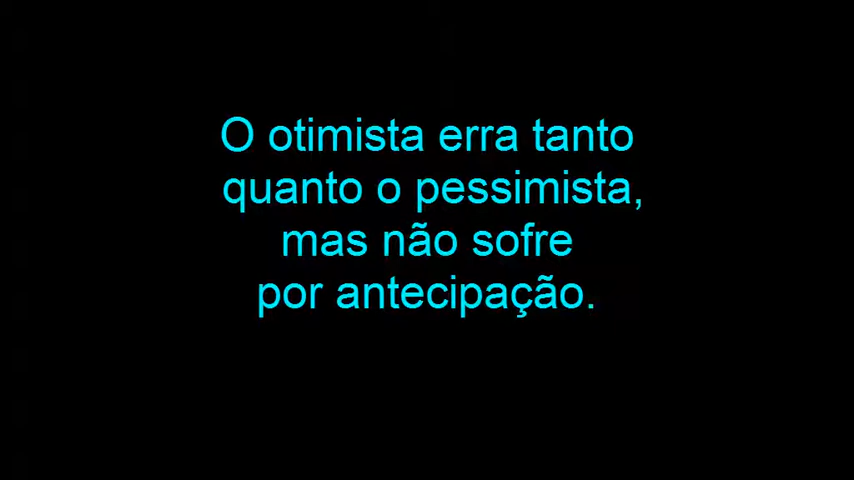 O otimista erra tanto
quanto o pessimista,
mas não sofre
por antecipação.